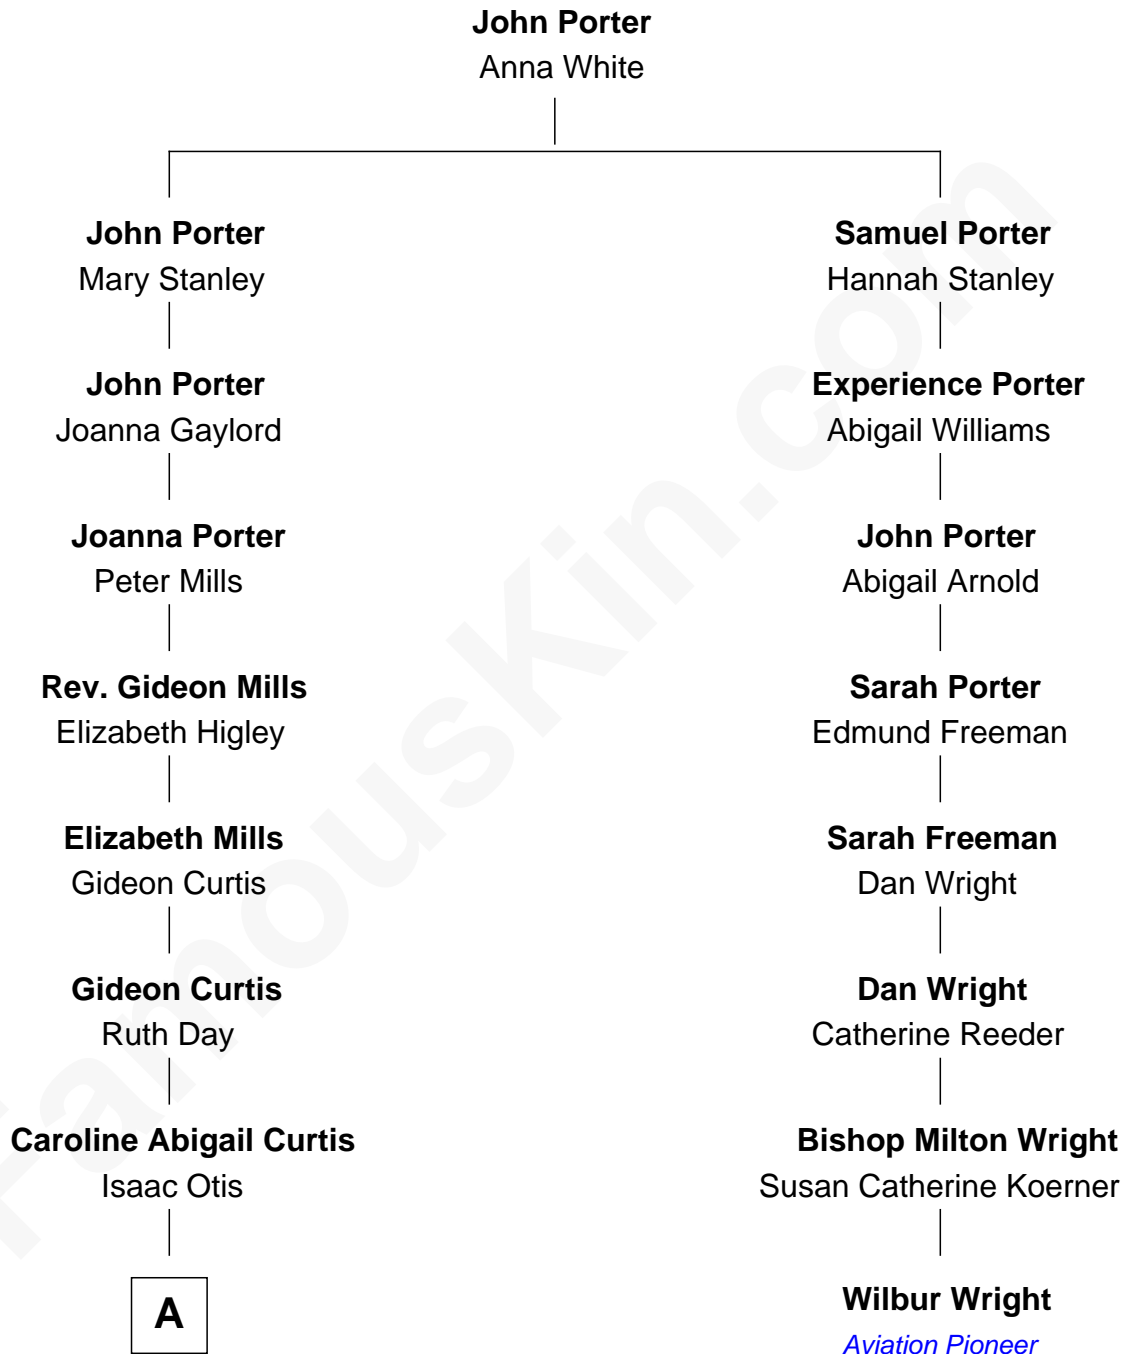 John Porter
Anna White
John Porter
Mary Stanley
Samuel Porter
Hannah Stanley
John Porter
Joanna Gaylord
Experience Porter
Abigail Williams
Joanna Porter
Peter Mills
John Porter
Abigail Arnold
Rev. Gideon Mills
Elizabeth Higley
Sarah Porter
Edmund Freeman
Elizabeth Mills
Gideon Curtis
Sarah Freeman
Dan Wright
Gideon Curtis
Ruth Day
Dan Wright
Catherine Reeder
Caroline Abigail Curtis
Isaac Otis
Bishop Milton Wright
Susan Catherine Koerner
A
Wilbur Wright
Aviation Pioneer
FamousKin.com